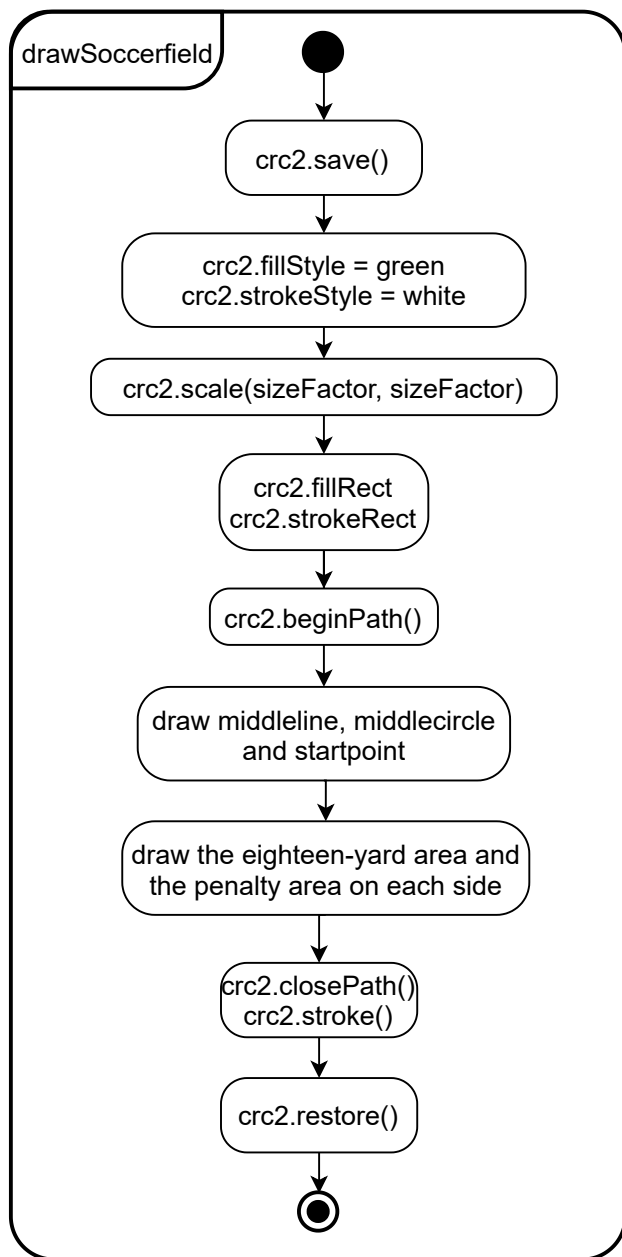 drawSoccerfield
crc2.save()
crc2.fillStyle = green
crc2.strokeStyle = white
crc2.scale(sizeFactor, sizeFactor)
crc2.fillRect
crc2.strokeRect
crc2.beginPath()
draw middleline, middlecircle
and startpoint
draw the eighteen-yard area and
the penalty area on each side
crc2.closePath()
crc2.stroke()
crc2.restore()